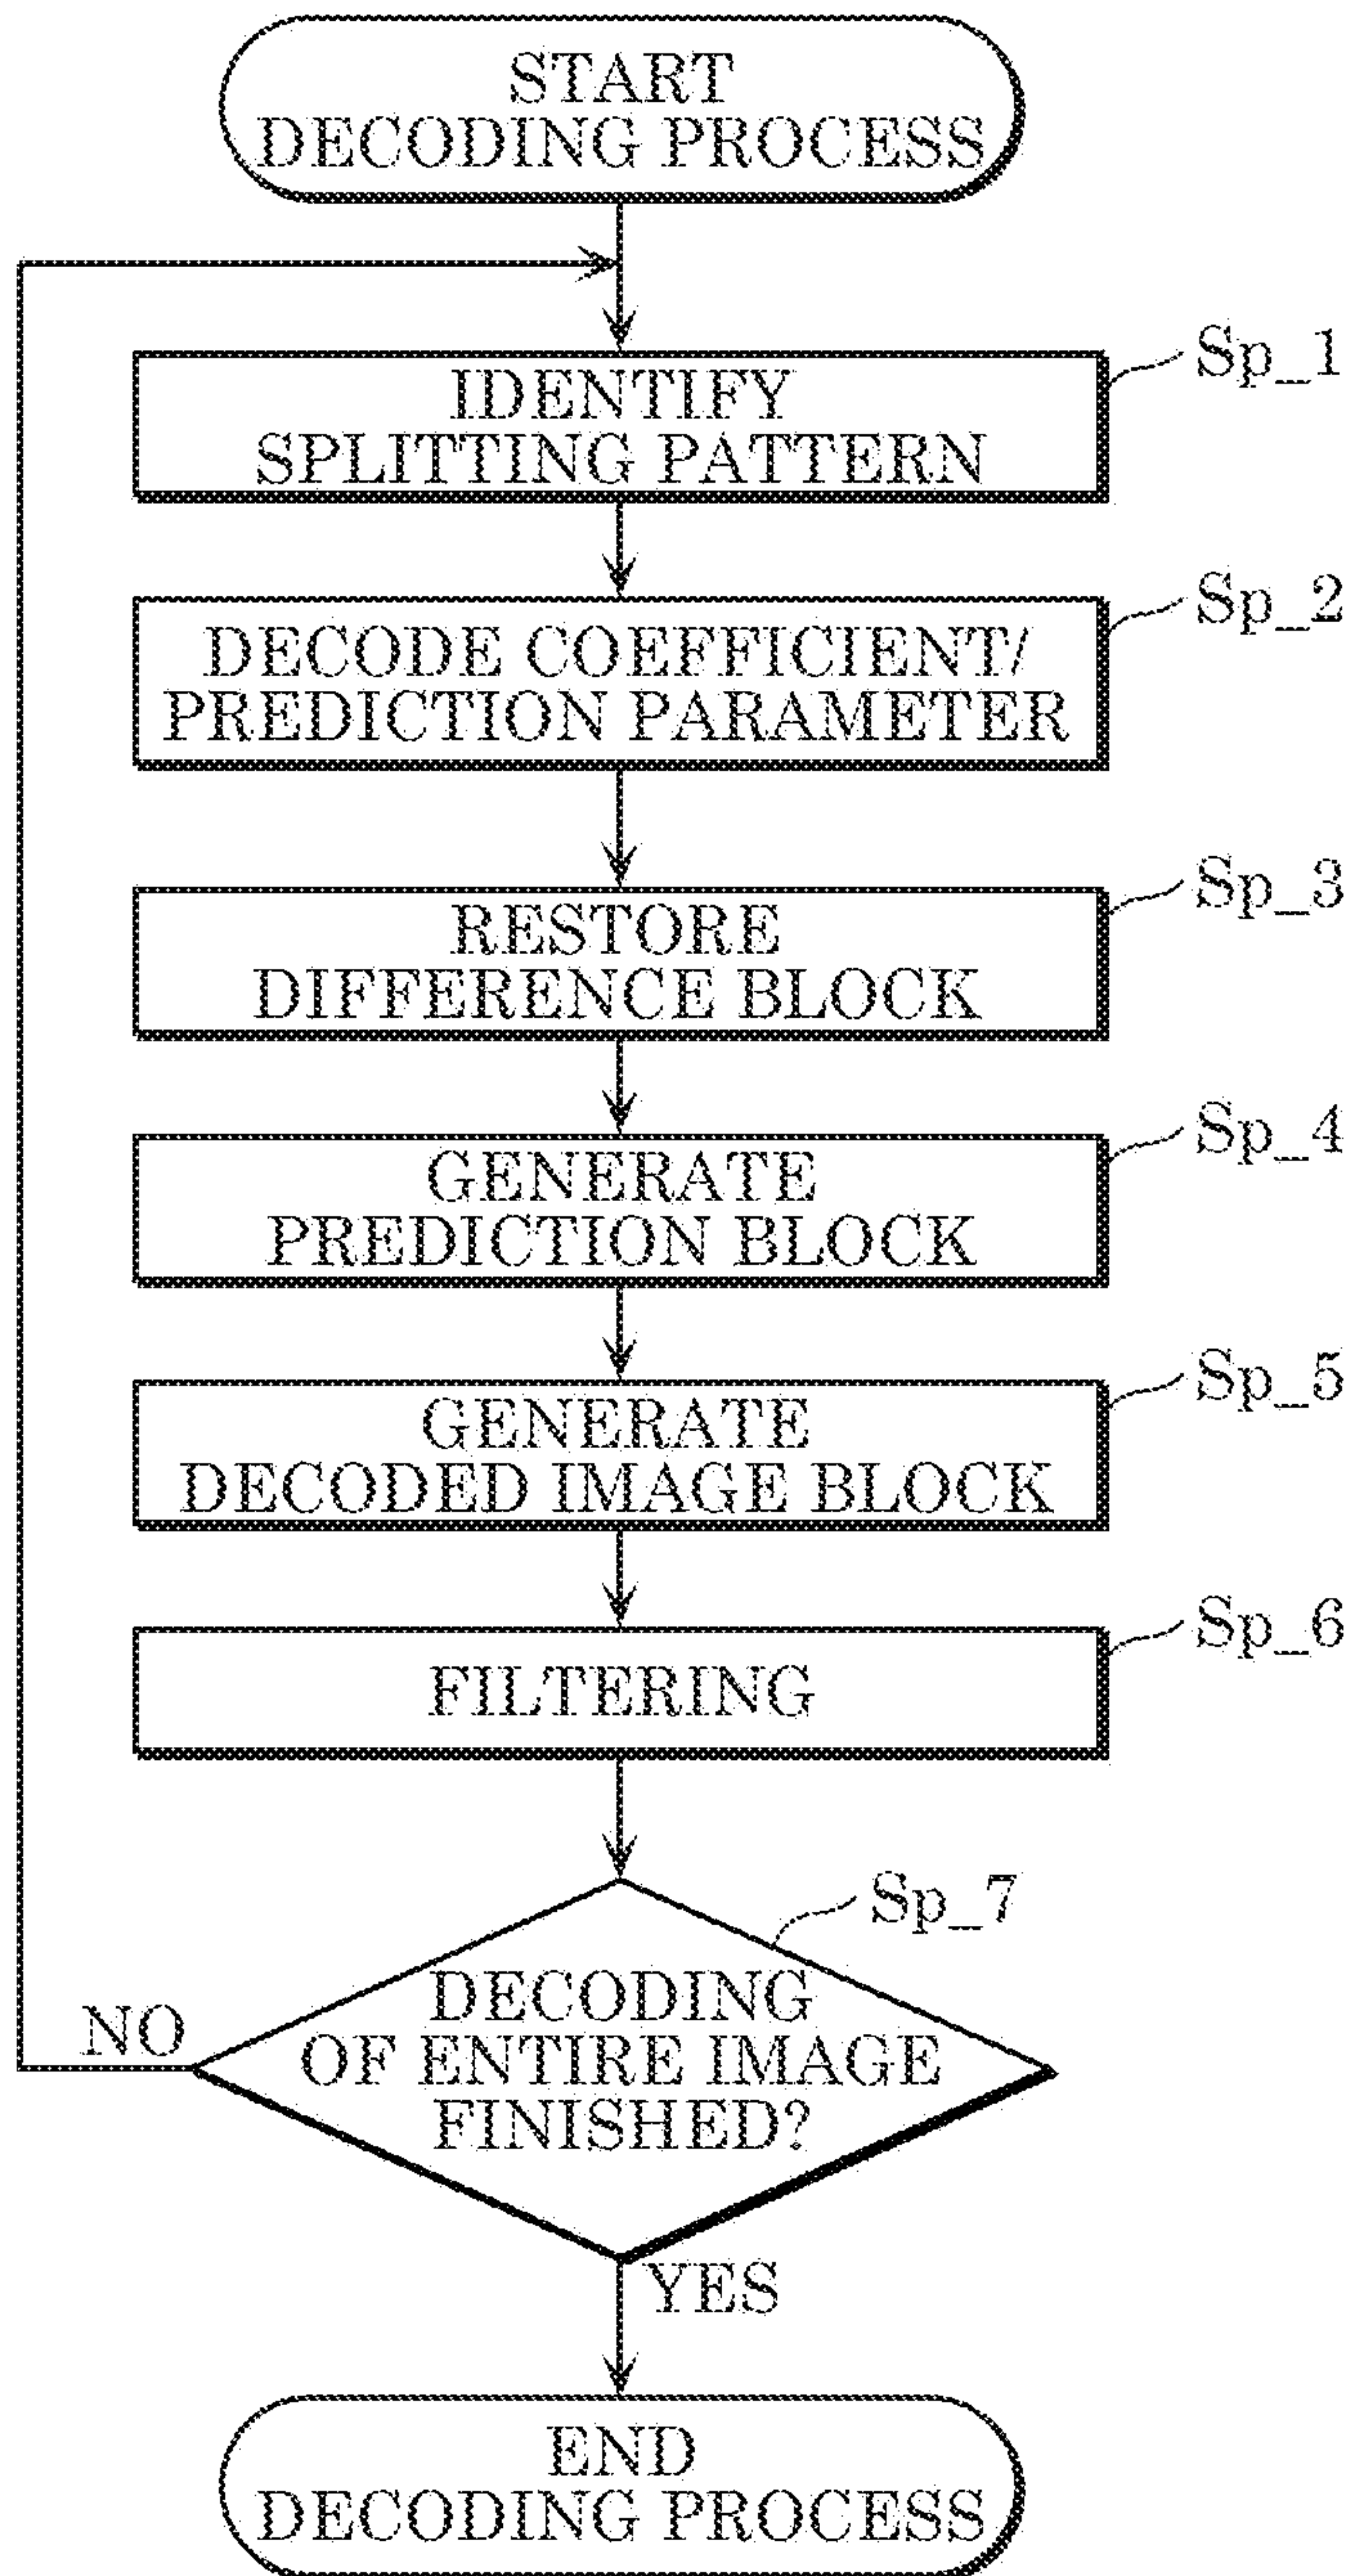 START
DECODING PROCESS
Sp_1
IDENTIFY
SPLITTING PATTERN
Sp_2
DECODE COEFFICIENT/
PREDICTION PARAMETER
Sp_3
RESTORE
DIFFERENCE BLOCK
Sp_4
GENERATE
PREDICTION BLOCK
Sp_5
GENERATE
DECODED IMAGE BLOCK
Sp_6
FILTERING
Sp_7
DECODING
OF ENTIRE IMAGE
FINISHED?
NO
YES
END
DECODING PROCESS